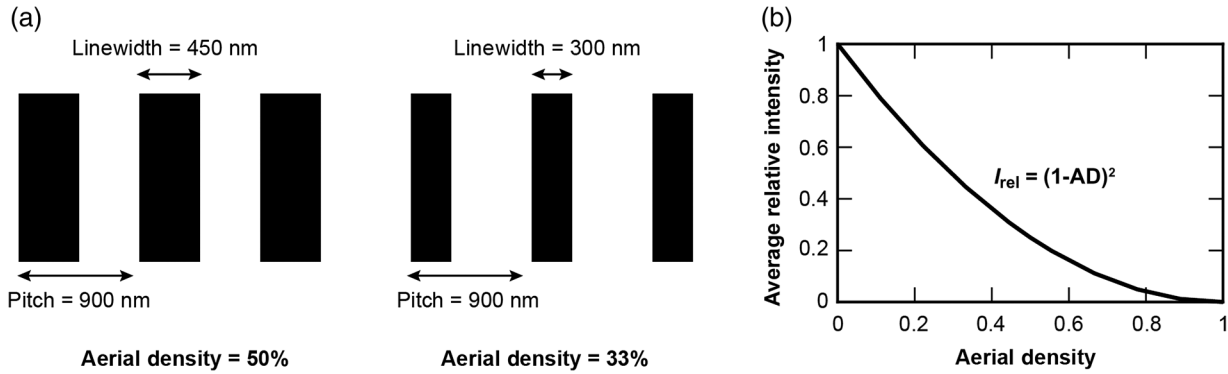 (a)
Linewidth = 450 nm
Pitch = 900 nm
Aerial density = 50%
Linewidth = 300 nm
Pitch = 900 nm
Aerial density = 33%
(b)
Average relative intensity
1
0.8
0.6
0.4
0.2
0
I_rel = (1-AD)²
0
0.2
0.4
0.6
0.8
1
Aerial density